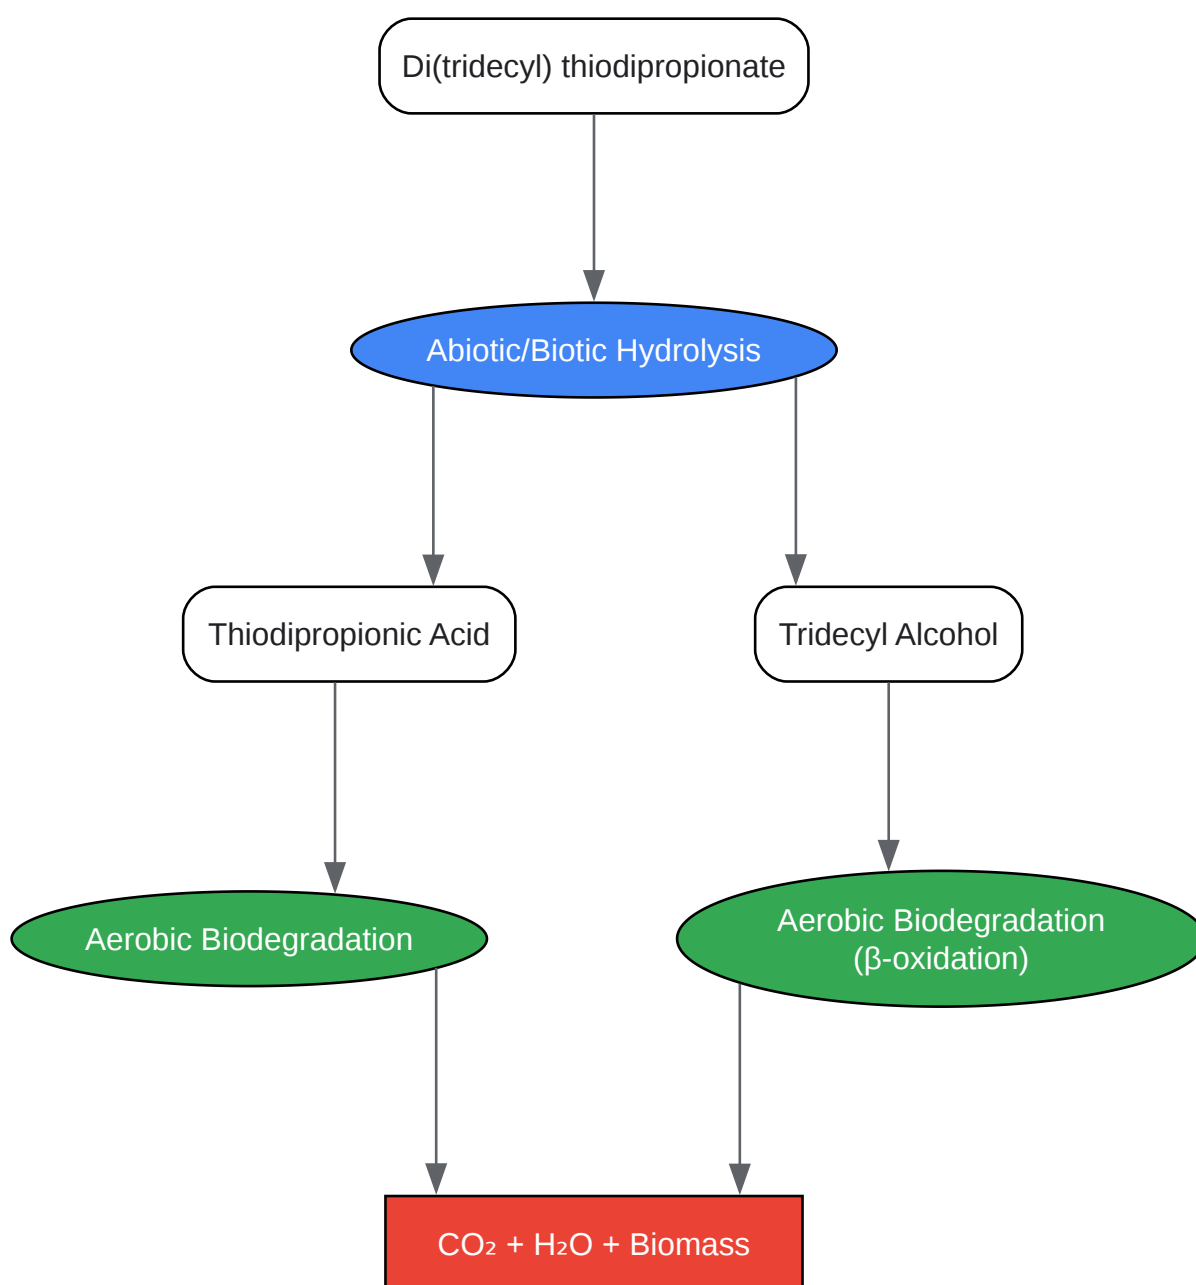 Di(tridecyl) thiodipropionate
Abiotic/Biotic Hydrolysis
Thiodipropionic Acid
Tridecyl Alcohol
Aerobic Biodegradation
Aerobic Biodegradation
(β-oxidation)
CO₂ + H₂O + Biomass